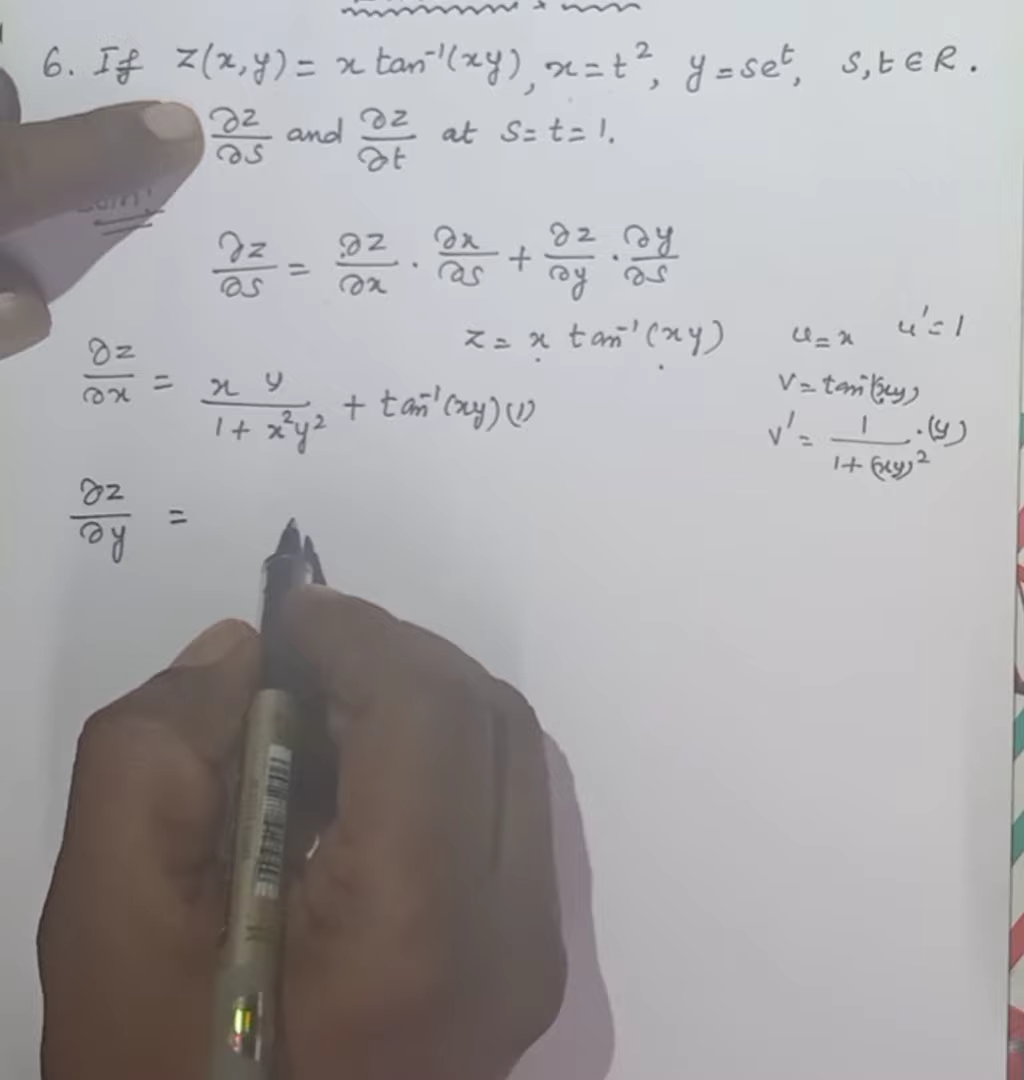 6. If z(x,y) = x tan⁻¹(xy), x = t², y = seᵗ, s, t ∈ R.
∂z/∂s and ∂z/∂t at s = t = 1.
∂z/∂s = ∂z/∂x · ∂x/∂s + ∂z/∂y · ∂y/∂s
z = x tan⁻¹(xy)
u = x u' = 1
∂z/∂x = x y / 1 + x²y² + tan⁻¹(xy)(1)
v = tan⁻¹(xy)
v' = 1 / 1 + (xy)² · (y)
∂z/∂y =